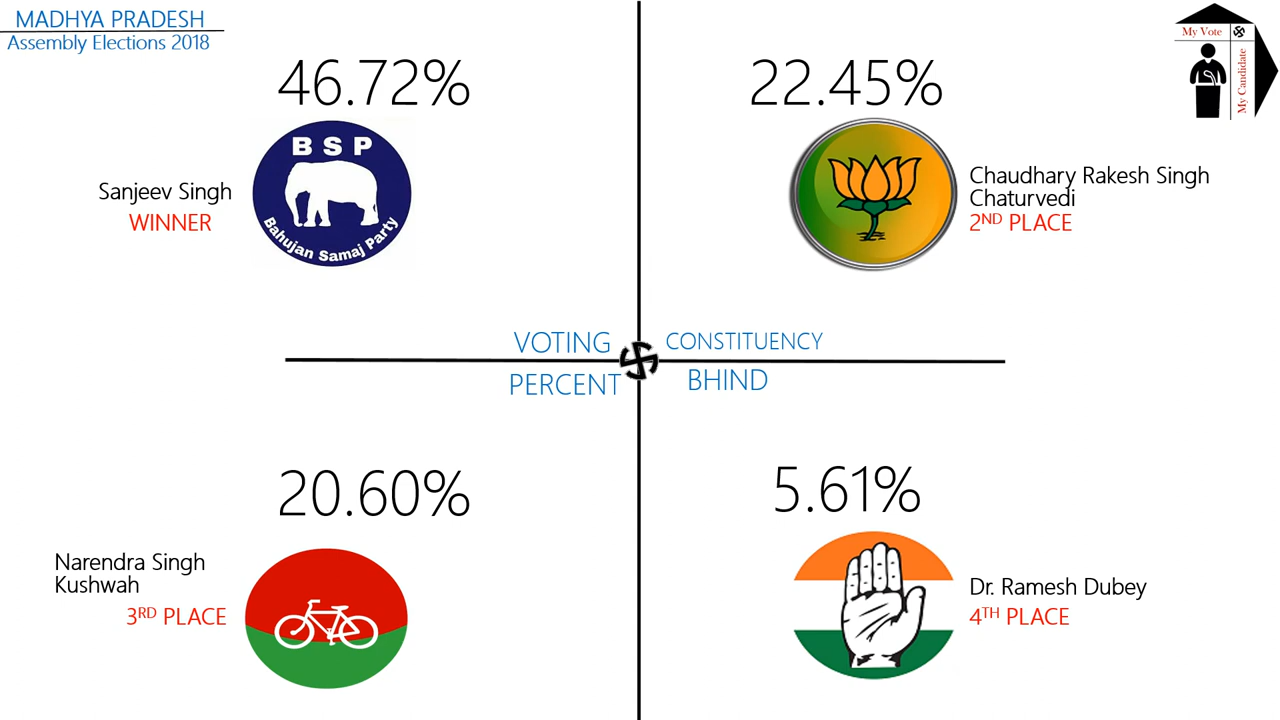 MADHYA PRADESH
Assembly Elections 2018
My Vote
My Candidate
46.72%
BSP
Bahujan Samaj Party
Sanjeev Singh
WINNER
22.45%
Chaudhary Rakesh Singh
Chaturvedi
2ND PLACE
VOTING
PERCENT
CONSTITUENCY
BHIND
20.60%
Narendra Singh
Kushwah
3RD PLACE
5.61%
Dr. Ramesh Dubey
4TH PLACE